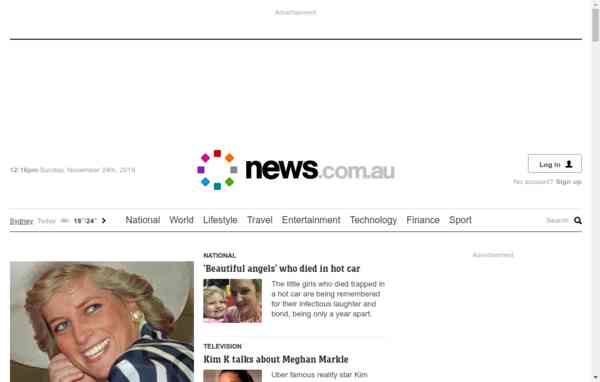 Advertisement
12:16pm Sunday, November 24th, 2019
news.com.au
Log in
No account? Sign up
Sydney Today 18°/24°
National World Lifestyle Travel Entertainment Technology Finance Sport
Search
Advertisement
NATIONAL
'Beautiful angels' who died in hot car
The little girls who died trapped in
a hot car are being remembered
for their infectious laughter and
bond, being only a year apart.
TELEVISION
Kim K talks about Meghan Markle
Uber famous reality star Kim